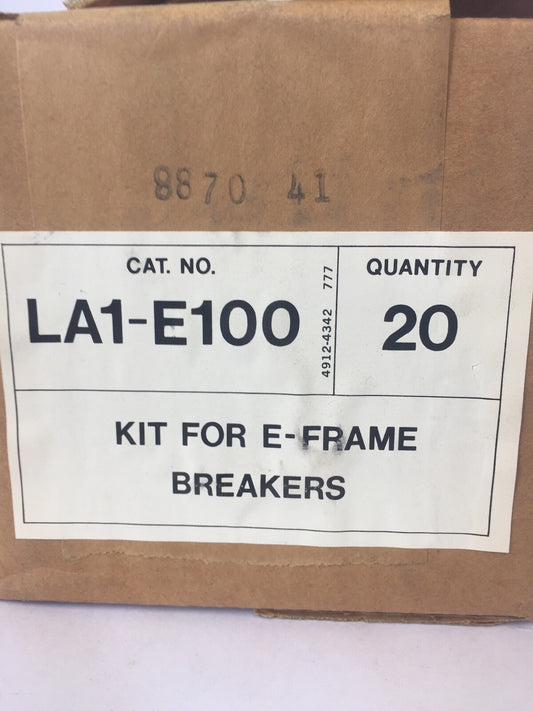 8870 41
CAT. NO.
LA1-E100
4912-4342 777
QUANTITY
20
KIT FOR E-FRAME
BREAKERS